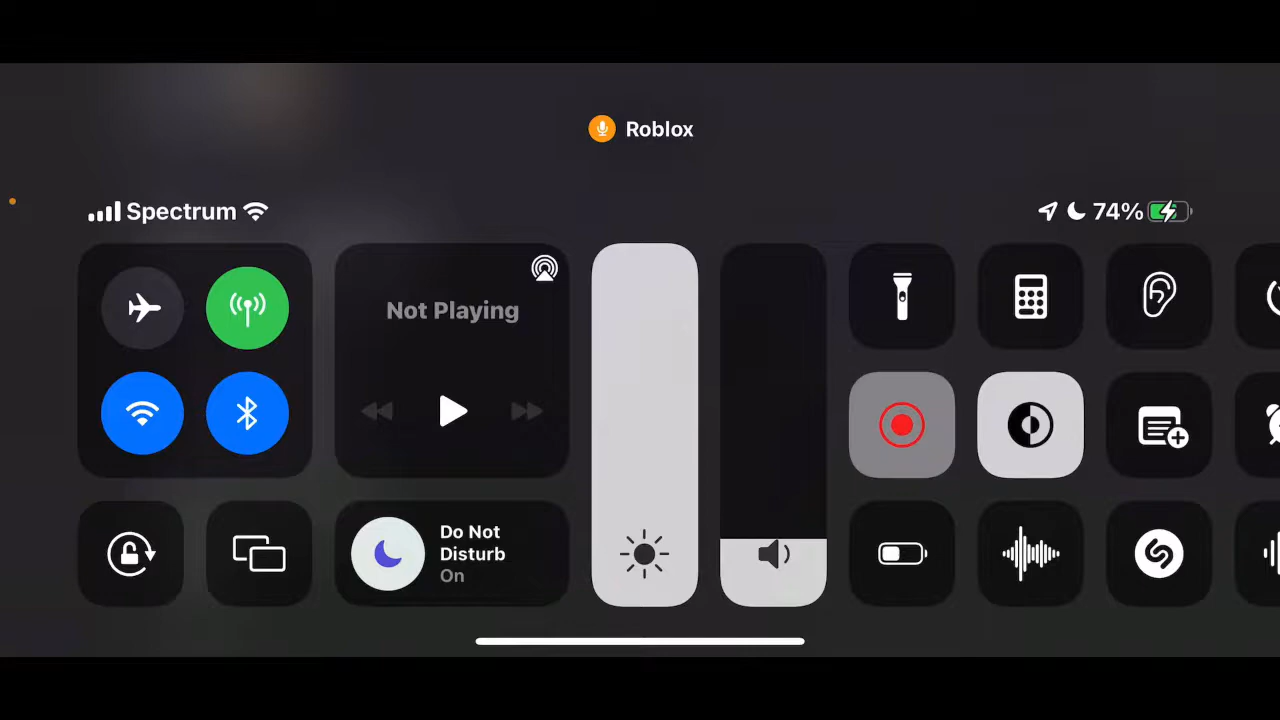 Roblox
Spectrum
74%
Not Playing
Do Not
Disturb
On